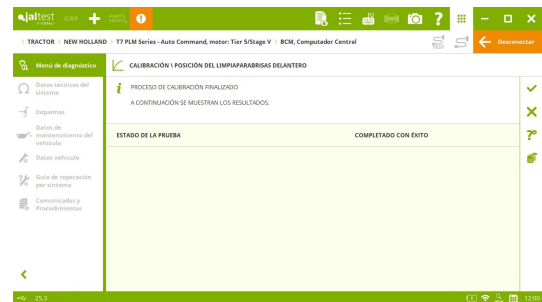 jaltest GRP
TRACTOR > NEW HOLLAND > T7 PLM Series - Auto Command, motor: Tier 5/Stage V > BCM, Computador Central
TEST
Desconectar
Menú de diagnóstico
CALIBRACIÓN \ POSICIÓN DEL LIMPIAPARABRISAS DELANTERO
Datos técnicos del
sistema
Esquemas
Datos de
mantenimiento del
vehículo
Datos vehículo
Guía de reparación
por síntoma
Comunicados y
Procedimientos
PROCESO DE CALIBRACIÓN FINALIZADO
A CONTINUACIÓN SE MUESTRAN LOS RESULTADOS.
ESTADO DE LA PRUEBA COMPLETADO CON ÉXITO
25.3 12:00